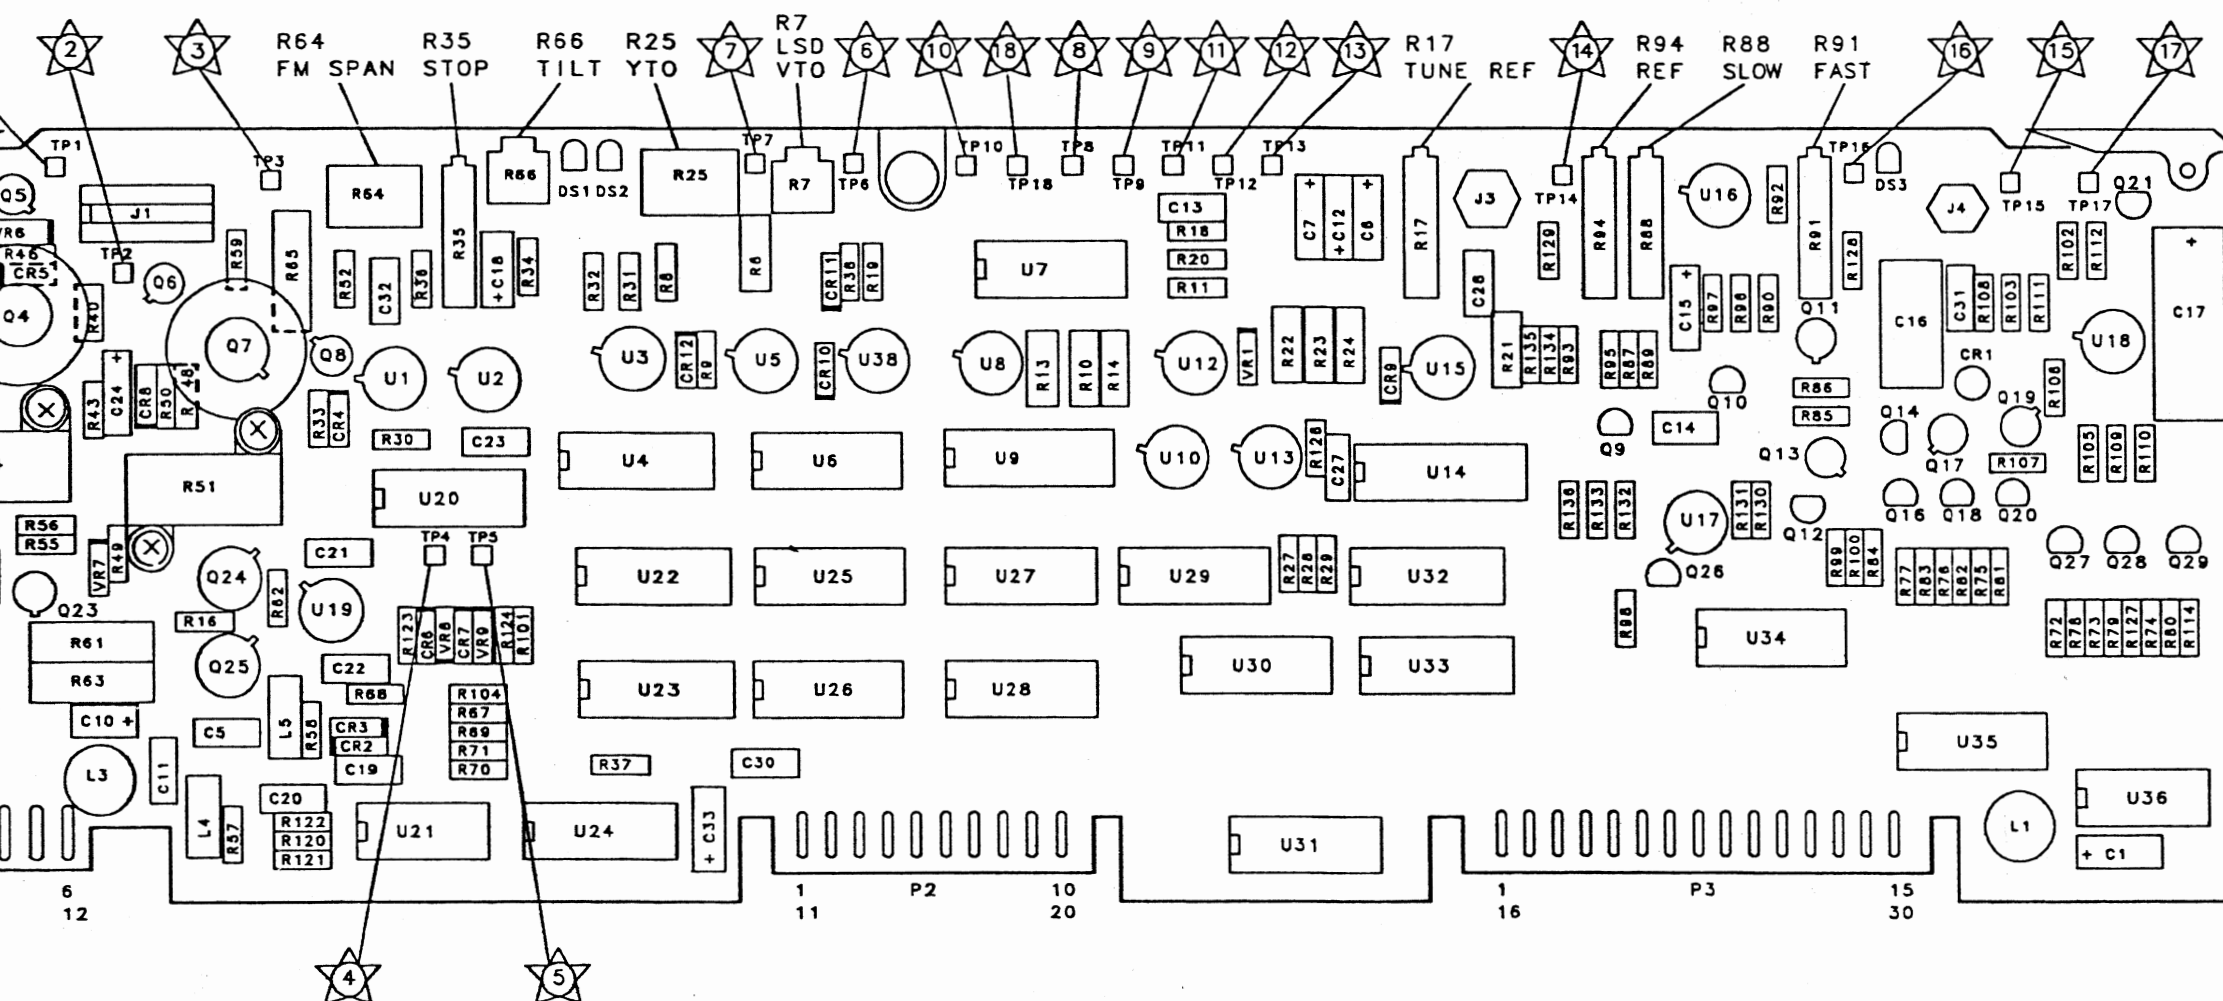 2
3
R64
FM SPAN
R35
STOP
R66
TILT
R25
YTO
7
R7
LSD
VTO
6
10
18
8
9
11
12
13
R17
TUNE REF
14
R94
REF
R88
SLOW
R91
FAST
16
15
17
TP1
TP3
TP7
TP10
TP8
TP11
TP13
TP16
Q5
J1
R64
R66
DS1 DS2
R25
R7
TP6
TP18
TP9
TP12
J3
TP14
U16
R92
DS3
J4
TP15
TP17
Q21
VR6
R46
CR5
TP2
Q6
R59
R65
R52
C32
R36
R35
+C18
R34
R32
R31
R8
R6
CR11
R38
R19
U7
C13
R18
R20
R11
+
C7
+C12
+
C6
R17
C26
R129
R94
R88
+
C15
R97
R96
R90
R91
R128
Q11
C16
C31
R108
R103
R111
R102
R112
+
C17
Q4
R40
Q7
Q8
U1
U2
U3
CR12
R9
U5
CR10
U38
U8
R13
R10
R14
U12
VR1
R22
R23
R24
CR9
U15
R21
R135
R134
R93
R95
R87
R89
Q10
R86
R85
CR1
Q14
Q19
R106
U18
+
C24
R43
CR8
R50
R48
R33
CR4
R30
C23
U4
U6
U9
U10
U13
R126
C27
U14
Q9
C14
Q13
Q17
R107
R105
R109
R110
R51
U20
TP4
TP5
R136
R133
R132
U17
R131
R130
Q12
Q16
Q18
Q20
R56
R55
VR7
R49
C21
Q24
R62
U19
U22
U25
U27
U29
R27
R28
R29
U32
Q26
R99
R100
R84
R77
R83
R76
R82
R75
R81
Q27
Q28
Q29
Q23
R16
R61
R63
Q25
R123
CR6
VR8
CR7
VR9
R124
R101
C22
R68
R104
R67
R69
R71
R70
U23
U26
U28
U30
U33
R98
U34
R72
R78
R73
R79
R127
R74
R80
R114
C10 +
C5
L5
R58
CR3
CR2
C19
R37
C30
U35
L3
C11
L4
R57
C20
R122
R120
R121
U21
U24
+ C33
U31
U36
L1
+ C1
6
12
1
P2
10
11
20
1
P3
15
16
30
4
5